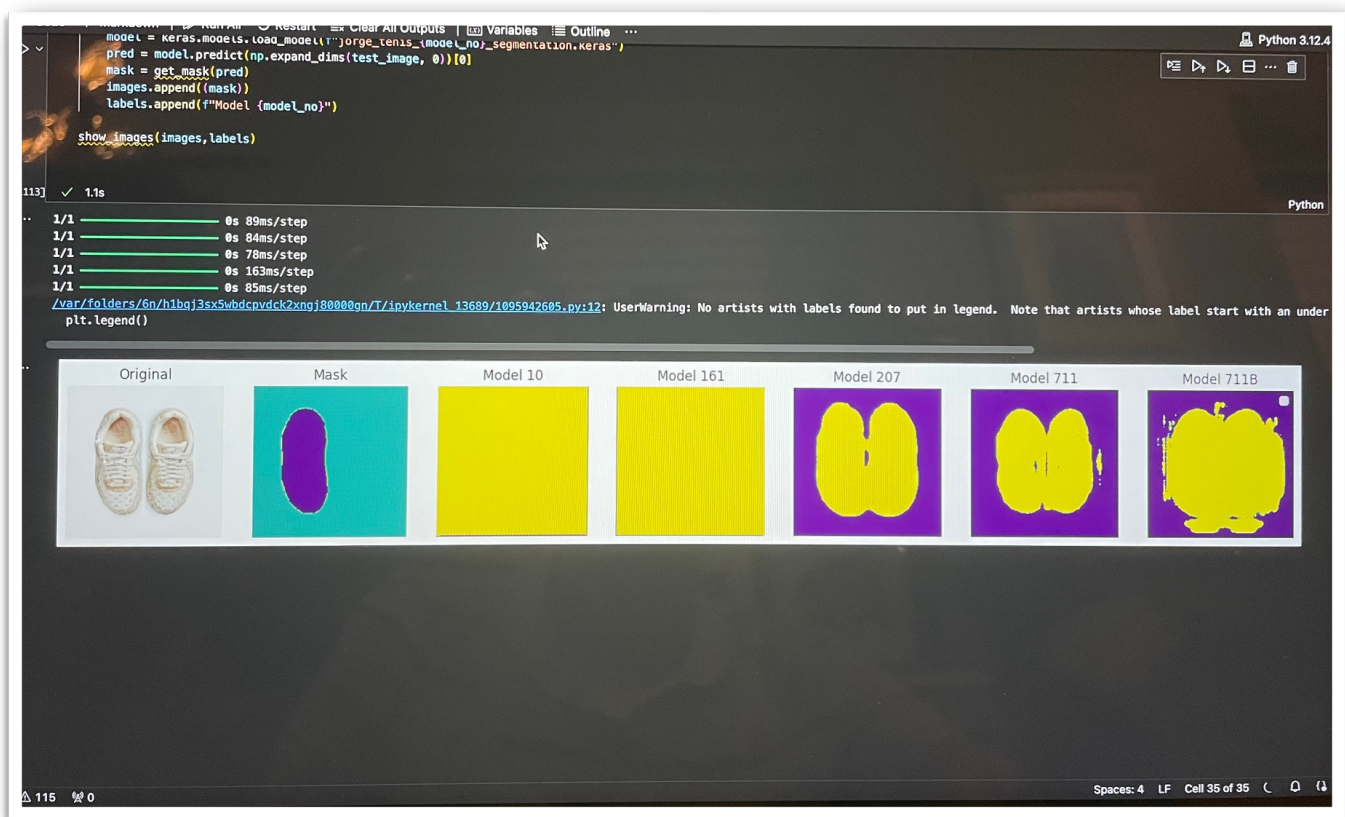 Run All Restart Clear All Outputs Variables Outline ...
Python 3.12.4
model = keras.models.load_model(f"jorge_tenis_{model_no}_segmentation.keras")
pred = model.predict(np.expand_dims(test_image, 0))[0]
mask = get_mask(pred)
images.append((mask))
labels.append(f"Model {model_no}")
show_images(images,labels)
113] ✓ 1.1s
Python
1/1 0s 89ms/step
1/1 0s 84ms/step
1/1 0s 78ms/step
1/1 0s 163ms/step
1/1 0s 85ms/step
/var/folders/6n/h1bqj3sx5wbdcpvdck2xngj80000gn/T/ipykernel_13689/1095942605.py:12: UserWarning: No artists with labels found to put in legend. Note that artists whose label start with an under
plt.legend()
Original Mask Model 10 Model 161 Model 207 Model 711 Model 711B
115 0 Spaces: 4 LF Cell 35 of 35